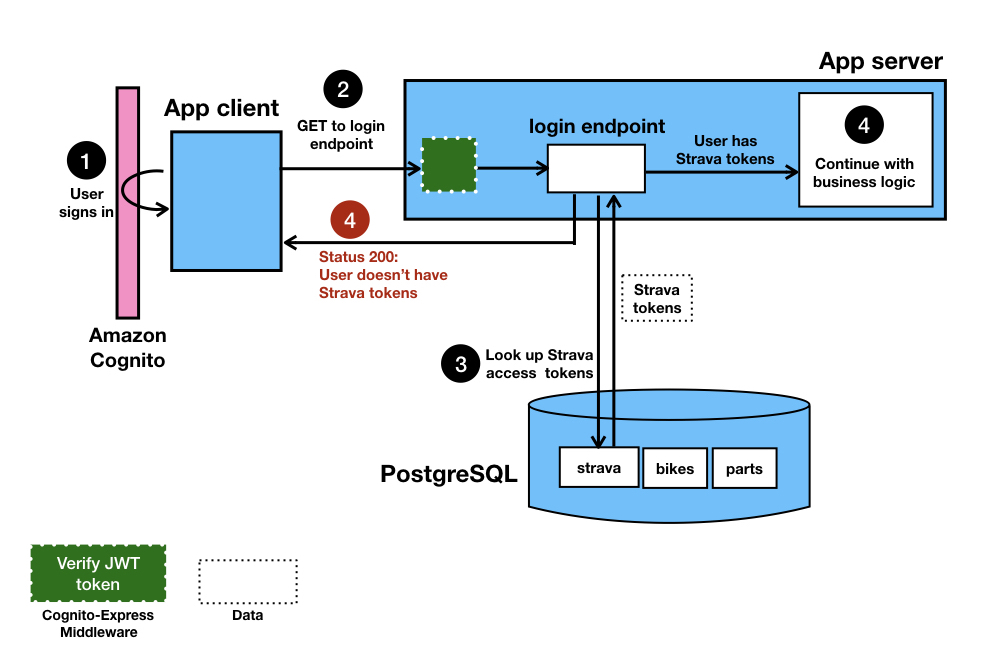 App server
2
App client
GET to login
endpoint
login endpoint
User has
Strava tokens
4
Continue with
business logic
1
User
signs in
4
Status 200:
User doesn't have
Strava tokens
Strava
tokens
Amazon
Cognito
3
Look up Strava
access tokens
PostgreSQL
strava
bikes
parts
Verify JWT
token
Cognito-Express
Middleware
Data